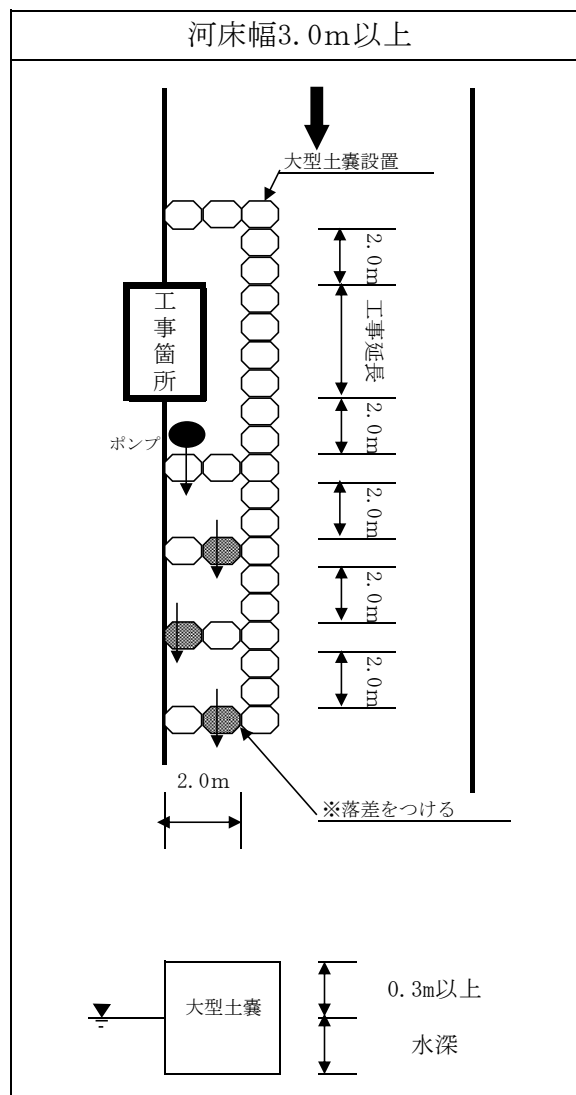 河床幅3.0m以上
大型土嚢設置
2.0m
工事箇所
工事延長
2.0m
ポンプ
2.0m
2.0m
2.0m
2.0m
※落差をつける
大型土嚢
0.3m以上
水深